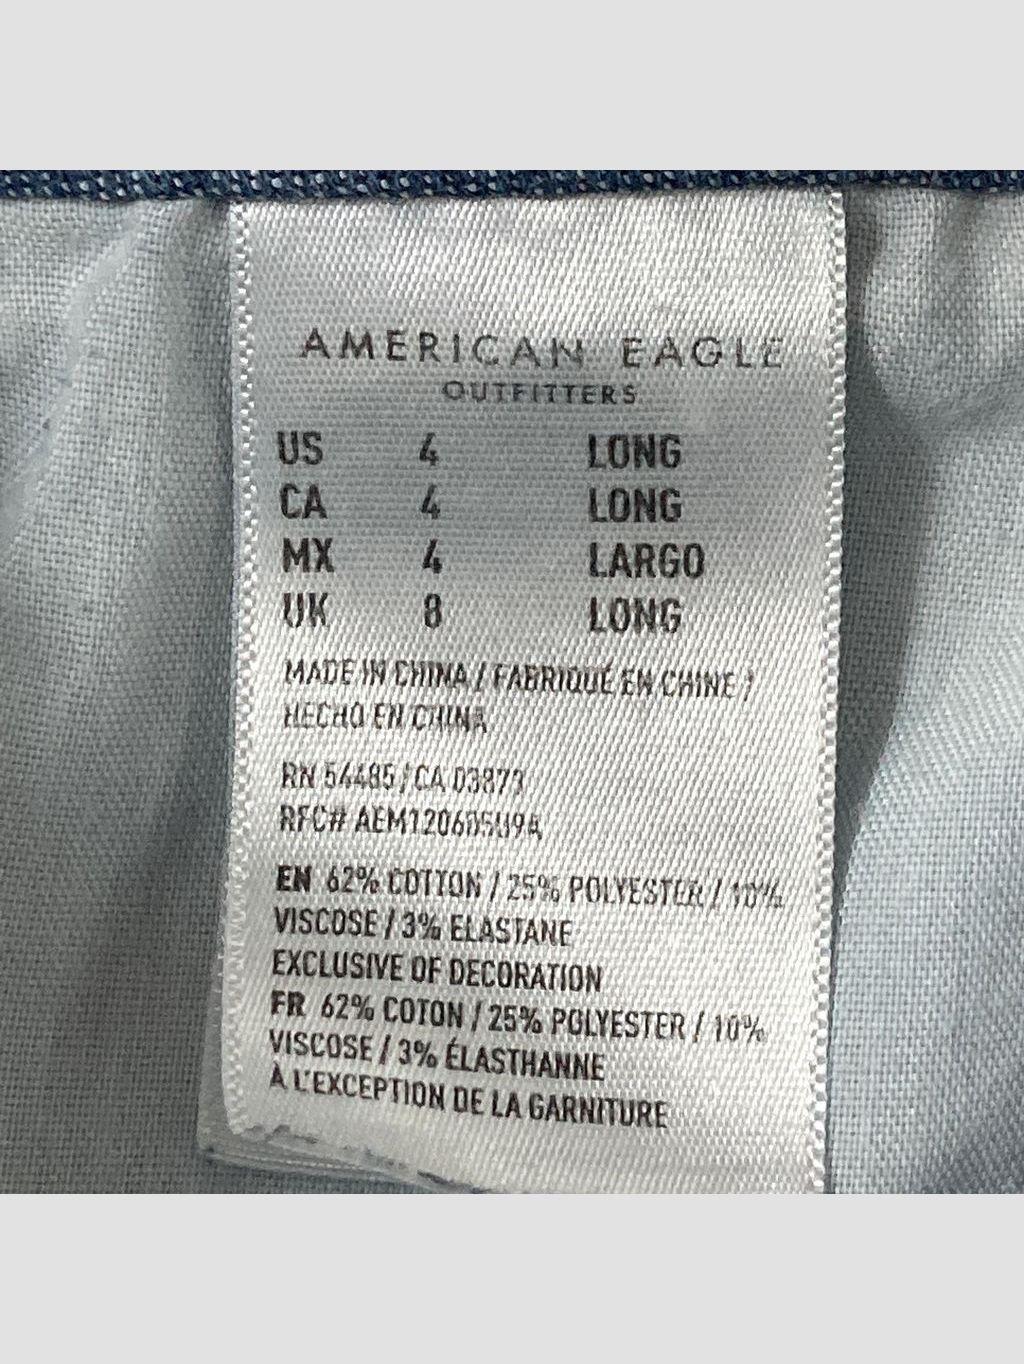 AMERICAN EAGLE
OUTFITTERS
US 4 LONG
CA 4 LONG
MX 4 LARGO
UK 8 LONG
MADE IN CHINA / FABRIQUÉ EN CHINE /
HECHO EN CHINA
RN 54485 / CA 03873
RFC# AEM120605U9A
EN 62% COTTON / 25% POLYESTER / 10%
VISCOSE / 3% ELASTANE
EXCLUSIVE OF DECORATION
FR 62% COTON / 25% POLYESTER / 10%
VISCOSE / 3% ÉLASTHANNE
À L'EXCEPTION DE LA GARNITURE